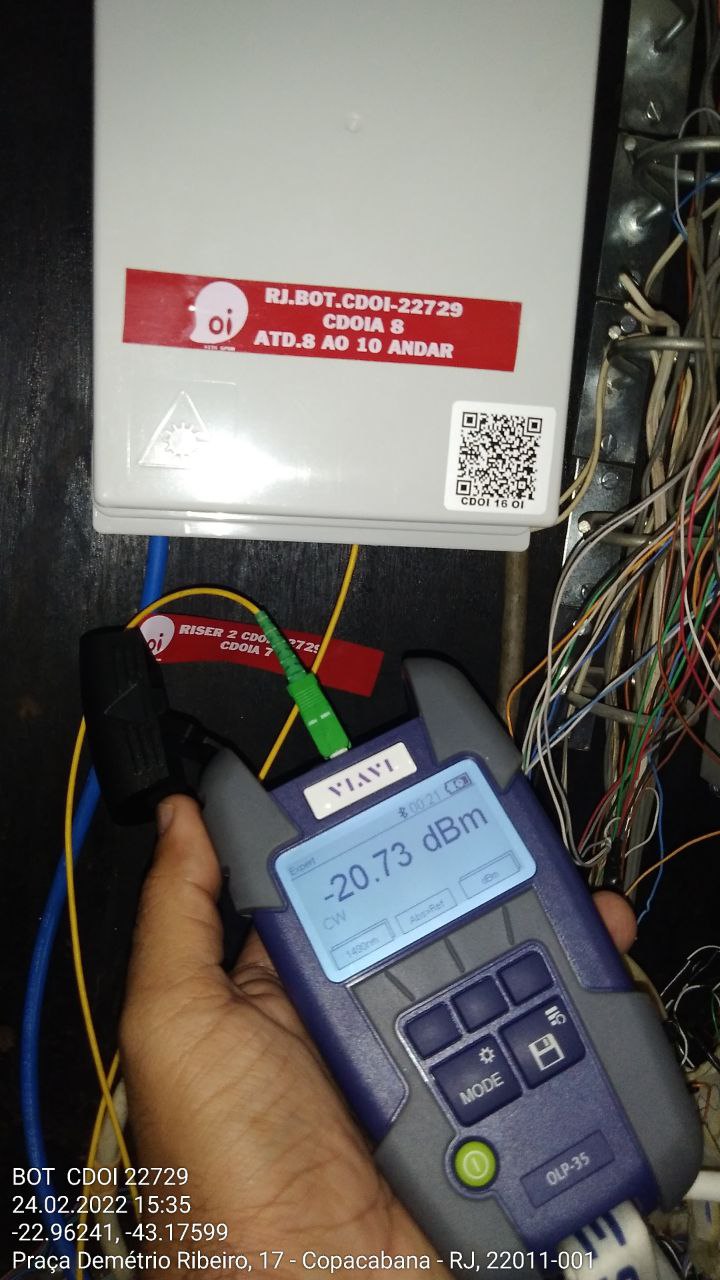 RJ.BOT.CDOI-22729
oi
CDOIA 8
ATD.8 AO 10 ANDAR
CDOI 16 OI
oi
RISER 2
CDOIA 7
VIAVI
00:21
Expert
-20.73 dBm
CW
1490nm
Abs>Ref
dBm
MODE
OLP-35
BOT CDOI 22729
24.02.2022 15:35
-22.96241, -43.17599
Praça Demétrio Ribeiro, 17 - Copacabana - RJ, 22011-001